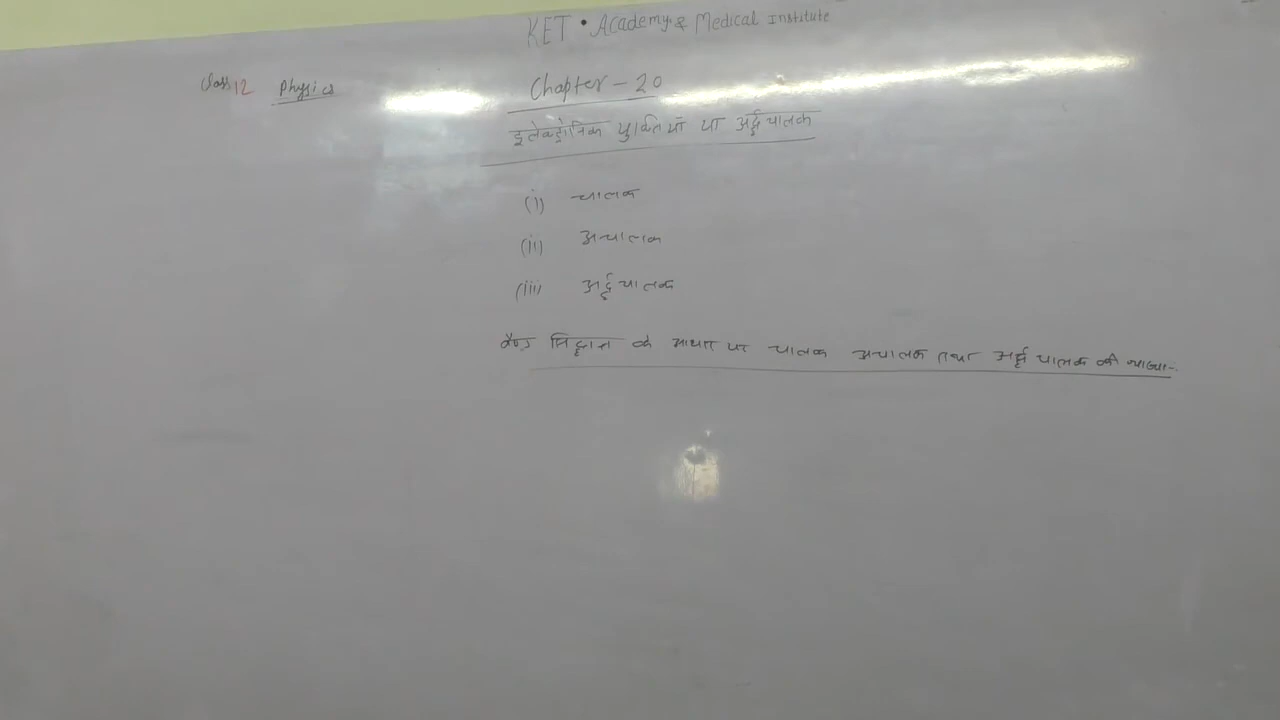 KET • Academy & Medical Institute
Class 12 Physics
Chapter - 20
इलेक्ट्रॉनिक युक्तियाँ या अर्द्धचालक
(i) चालक
(ii) अचालक
(iii) अर्द्धचालक
बैण्ड सिद्धान्त के आधार पर चालक अचालक तथा अर्द्धचालक की व्याख्या-